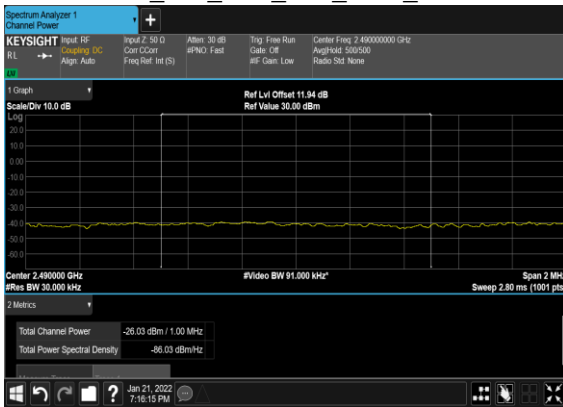 Spectrum Analyzer 1
Channel Power
+
KEYSIGHT
RL
Input: RF
Coupling: DC
Align: Auto
Input Z: 50 Ω
Corr CCorr
Freq Ref: Int (S)
Atten: 30 dB
#PNO: Fast
Trig: Free Run
Gate: Off
#IF Gain: Low
Center Freq: 2.490000000 GHz
Avg|Hold: 500/500
Radio Std: None
1 Graph
Scale/Div 10.0 dB
Ref Lvl Offset 11.94 dB
Ref Value 30.00 dBm
Log
20.0
10.0
0.00
-10.0
-20.0
-30.0
-40.0
-50.0
-60.0
Center 2.490000 GHz
#Res BW 30.000 kHz
#Video BW 91.000 kHz*
Span 2 MHz
Sweep 2.80 ms (1001 pts)
2 Metrics
Total Channel Power -26.03 dBm / 1.00 MHz
Total Power Spectral Density -86.03 dBm/Hz
?
Jan 21, 2022
7:16:15 PM